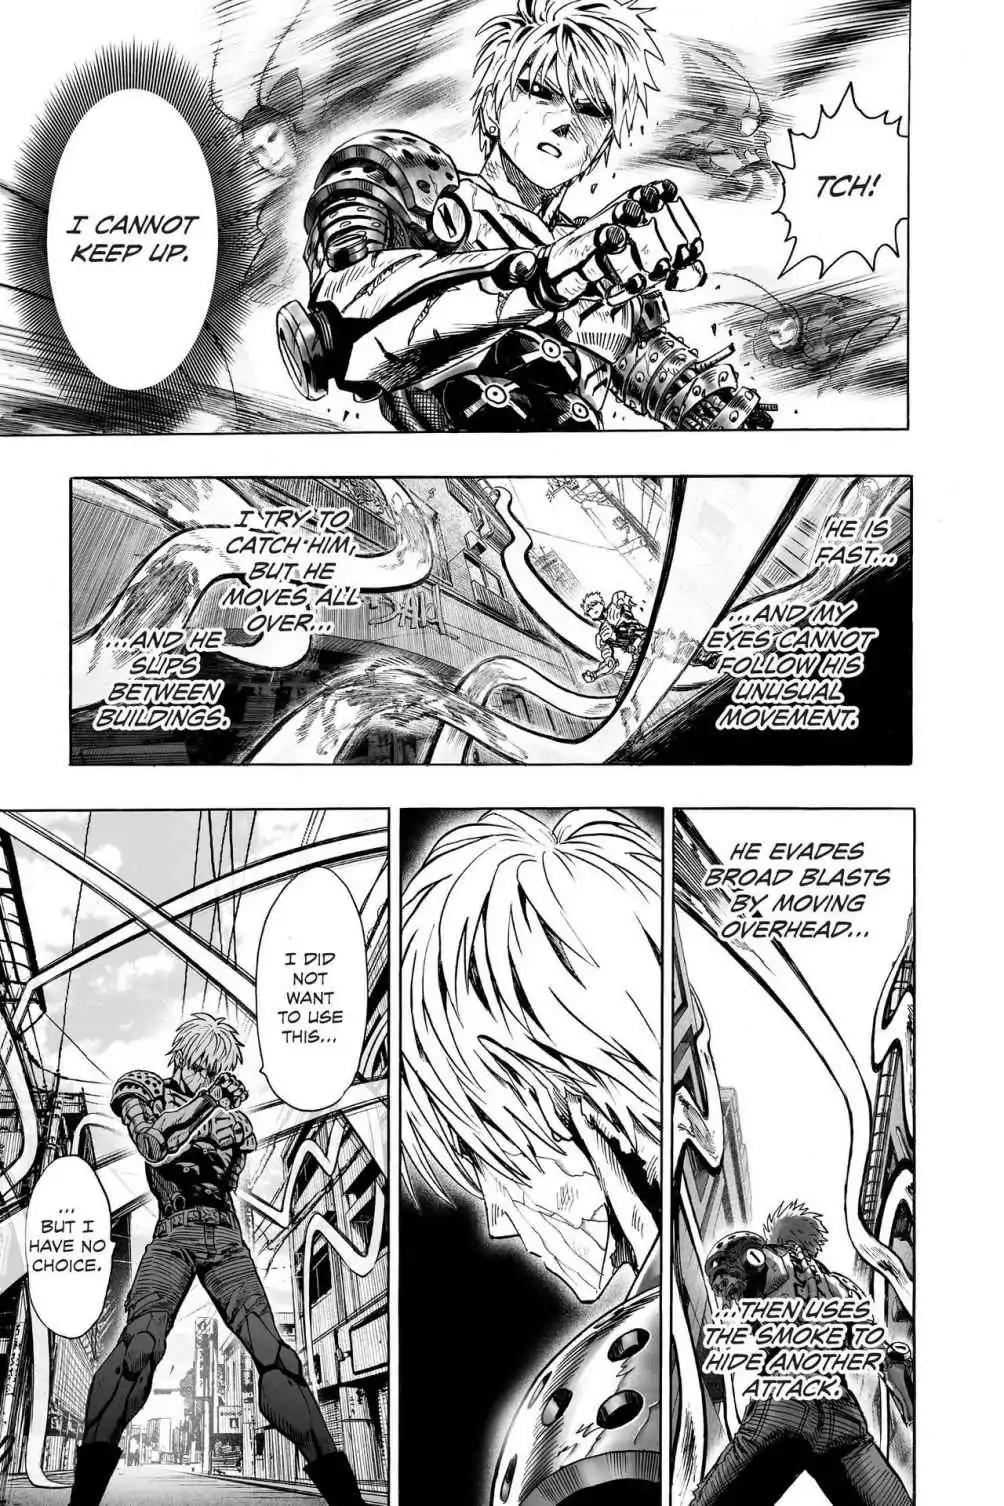 TCH!
I CANNOT
KEEP UP.
HE IS
FAST...
...AND MY
EYES CANNOT
FOLLOW HIS
UNUSUAL
MOVEMENT.
I TRY TO
CATCH HIM,
BUT HE
MOVES ALL
OVER...
...AND HE
SLIPS
BETWEEN
BUILDINGS.
HE EVADES
BROAD BLASTS
BY MOVING
OVERHEAD...
...THEN USES
THE SMOKE TO
HIDE ANOTHER
ATTACK.
I DID
NOT
WANT
TO USE
THIS...
...
BUT I
HAVE NO
CHOICE.